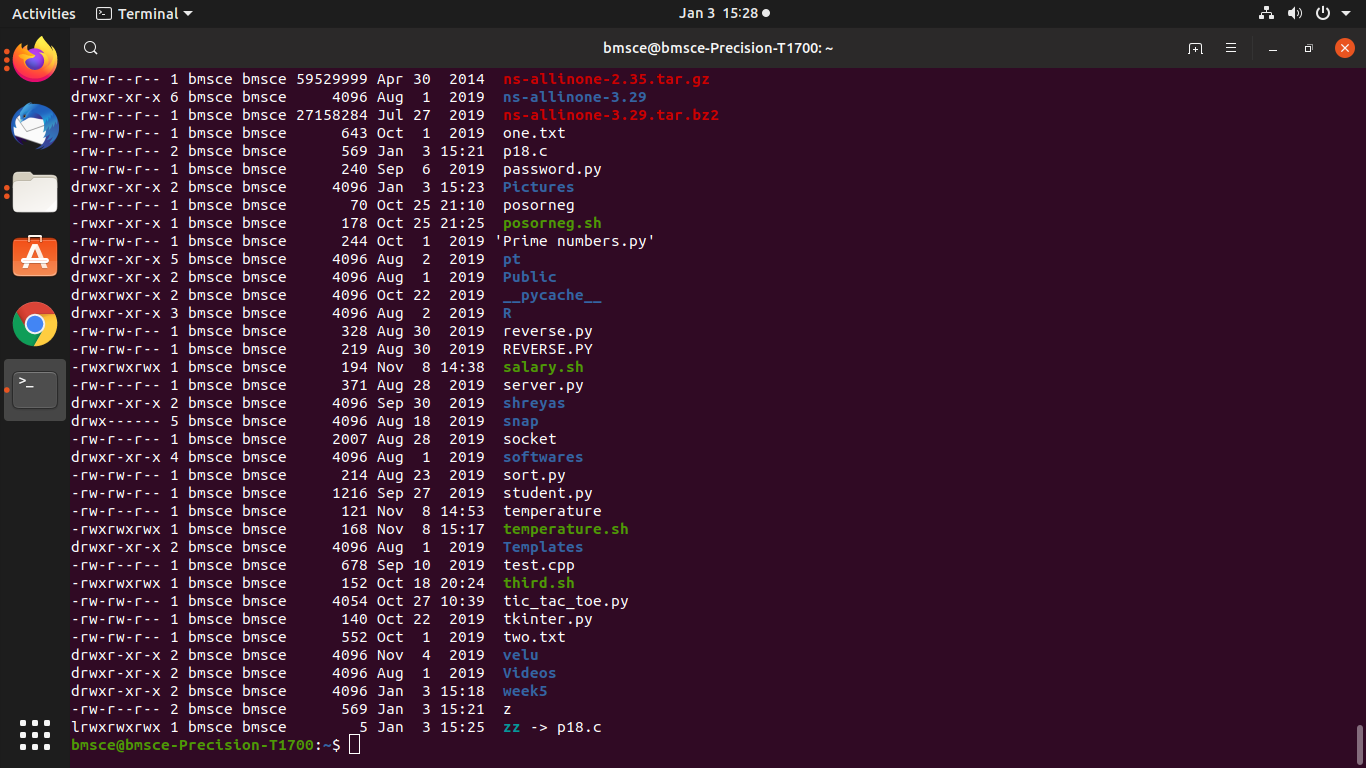 Activities Terminal Jan 3 15:28
bmsce@bmsce-Precision-T1700: ~
-rw-r--r-- 1 bmsce bmsce 59529999 Apr 30  2014  ns-allinone-2.35.tar.gz
drwxr-xr-x 6 bmsce bmsce     4096 Aug  1  2019  ns-allinone-3.29
-rw-r--r-- 1 bmsce bmsce 27158284 Jul 27  2019  ns-allinone-3.29.tar.bz2
-rw-rw-r-- 1 bmsce bmsce      643 Oct  1  2019  one.txt
-rw-r--r-- 2 bmsce bmsce      569 Jan  3 15:21  p18.c
-rw-rw-r-- 1 bmsce bmsce      240 Sep  6  2019  password.py
drwxr-xr-x 2 bmsce bmsce     4096 Jan  3 15:23  Pictures
-rw-r--r-- 1 bmsce bmsce       70 Oct 25 21:10  posorneg
-rwxr-xr-x 1 bmsce bmsce      178 Oct 25 21:25  posorneg.sh
-rw-rw-r-- 1 bmsce bmsce      244 Oct  1  2019 'Prime numbers.py'
drwxr-xr-x 5 bmsce bmsce     4096 Aug  2  2019  pt
drwxr-xr-x 2 bmsce bmsce     4096 Aug  1  2019  Public
drwxrwxr-x 2 bmsce bmsce     4096 Oct 22  2019  __pycache__
drwxr-xr-x 3 bmsce bmsce     4096 Aug  2  2019  R
-rw-rw-r-- 1 bmsce bmsce      328 Aug 30  2019  reverse.py
-rw-rw-r-- 1 bmsce bmsce      219 Aug 30  2019  REVERSE.PY
-rwxrwxrwx 1 bmsce bmsce      194 Nov  8 14:38  salary.sh
-rw-r--r-- 1 bmsce bmsce      371 Aug 28  2019  server.py
drwxr-xr-x 2 bmsce bmsce     4096 Sep 30  2019  shreyas
drwx------ 5 bmsce bmsce     4096 Aug 18  2019  snap
-rw-r--r-- 1 bmsce bmsce     2007 Aug 28  2019  socket
drwxr-xr-x 4 bmsce bmsce     4096 Aug  1  2019  softwares
-rw-rw-r-- 1 bmsce bmsce      214 Aug 23  2019  sort.py
-rw-rw-r-- 1 bmsce bmsce     1216 Sep 27  2019  student.py
-rw-r--r-- 1 bmsce bmsce      121 Nov  8 14:53  temperature
-rwxrwxrwx 1 bmsce bmsce      168 Nov  8 15:17  temperature.sh
drwxr-xr-x 2 bmsce bmsce     4096 Aug  1  2019  Templates
-rw-rw-r-- 1 bmsce bmsce      678 Sep 10  2019  test.cpp
-rwxrwxrwx 1 bmsce bmsce      152 Oct 18 20:24  third.sh
-rw-rw-r-- 1 bmsce bmsce     4054 Oct 27 10:39  tic_tac_toe.py
-rw-rw-r-- 1 bmsce bmsce      140 Oct 22  2019  tkinter.py
-rw-rw-r-- 1 bmsce bmsce      552 Oct  1  2019  two.txt
drwxr-xr-x 2 bmsce bmsce     4096 Nov  4  2019  velu
drwxr-xr-x 2 bmsce bmsce     4096 Aug  1  2019  Videos
drwxr-xr-x 2 bmsce bmsce     4096 Jan  3 15:18  week5
-rw-r--r-- 2 bmsce bmsce      569 Jan  3 15:21  z
lrwxrwxrwx 1 bmsce bmsce        5 Jan  3 15:25  zz -> p18.c
bmsce@bmsce-Precision-T1700:~$